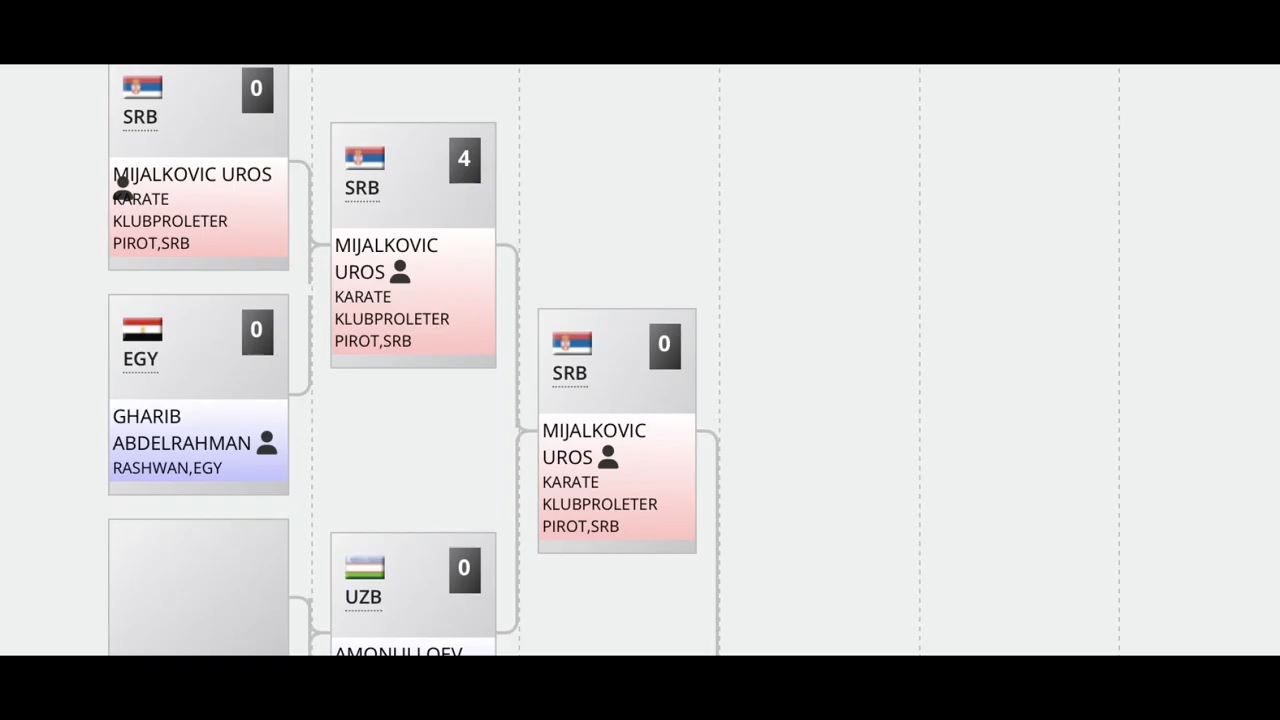 SRB
0
MIJALKOVIC UROS
KARATE
KLUBPROLETER
PIROT,SRB
EGY
0
GHARIB
ABDELRAHMAN
RASHWAN,EGY
SRB
4
MIJALKOVIC
UROS
KARATE
KLUBPROLETER
PIROT,SRB
UZB
0
AMONULLOEV
SRB
0
MIJALKOVIC
UROS
KARATE
KLUBPROLETER
PIROT,SRB